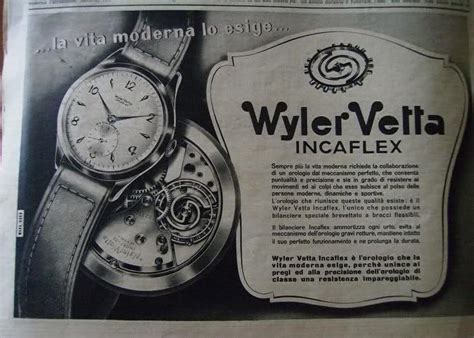 ...la vita moderna lo esige...
Wyler Vetta
INCAFLEX
Sempre più la vita moderna richiede la collaborazione
di un orologio dal meccanismo perfetto, che consenta
puntualità e precisione e sia in grado di resistere ai
movimenti ed ai colpi che esso subisce al polso delle
persone moderne, dinamiche e sportive.
L'orologio che riunisce queste qualità esiste: è il
Wyler Vetta Incaflex, l'unico che possiede un
bilanciere speciale brevettato a bracci flessibili.
Il bilanciere Incaflex ammortizza ogni urto, evita al
meccanismo dell'orologio gravi rotture, mantiene intatto
il suo perfetto funzionamento e ne prolunga la durata.
Wyler Vetta Incaflex è l'orologio che la
vita moderna esige, perchè unisce ai
pregi ed alla precisione dell'orologio di
classe una resistenza impareggiabile.